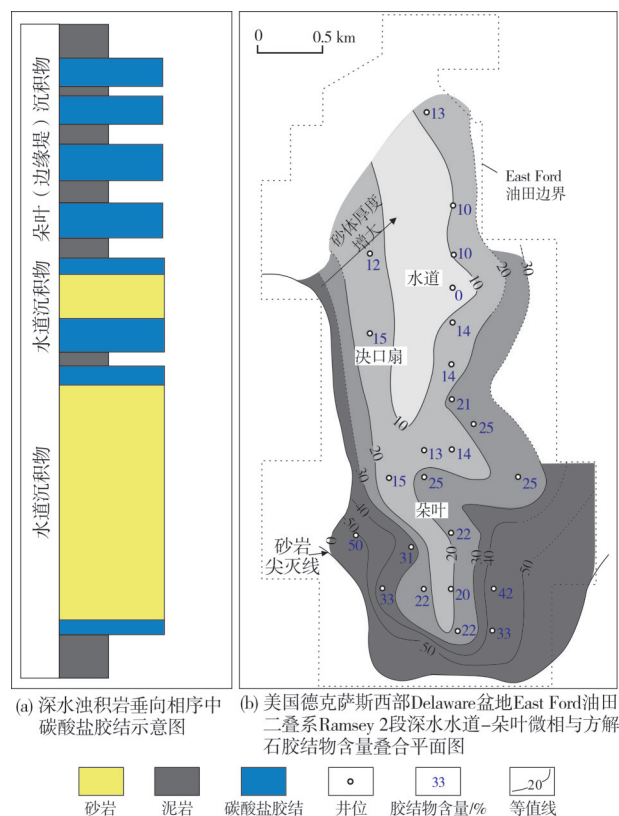 (a)
(b)
朵叶（边缘堤）沉积物
水道沉积物
水道沉积物
0 0.5 km
13
East Ford
油田边界
10
砂体厚度
增大
10
20
30
12
水道
10
0
15
14
决口扇
14
21
25
10
20
13
14
30
15
25
25
40
朵叶
50
0
50
22
砂岩
尖灭线
31
20
30
40
50
33
22
20
42
22
33
50
(a) 深水浊积岩垂向相序中
碳酸盐胶结示意图
(b) 美国德克萨斯西部Delaware盆地East Ford油田
二叠系Ramsey 2段深水水道–朵叶微相与方解
石胶结物含量叠合平面图
33
20
砂岩 泥岩 碳酸盐胶结 井位 胶结物含量/% 等值线